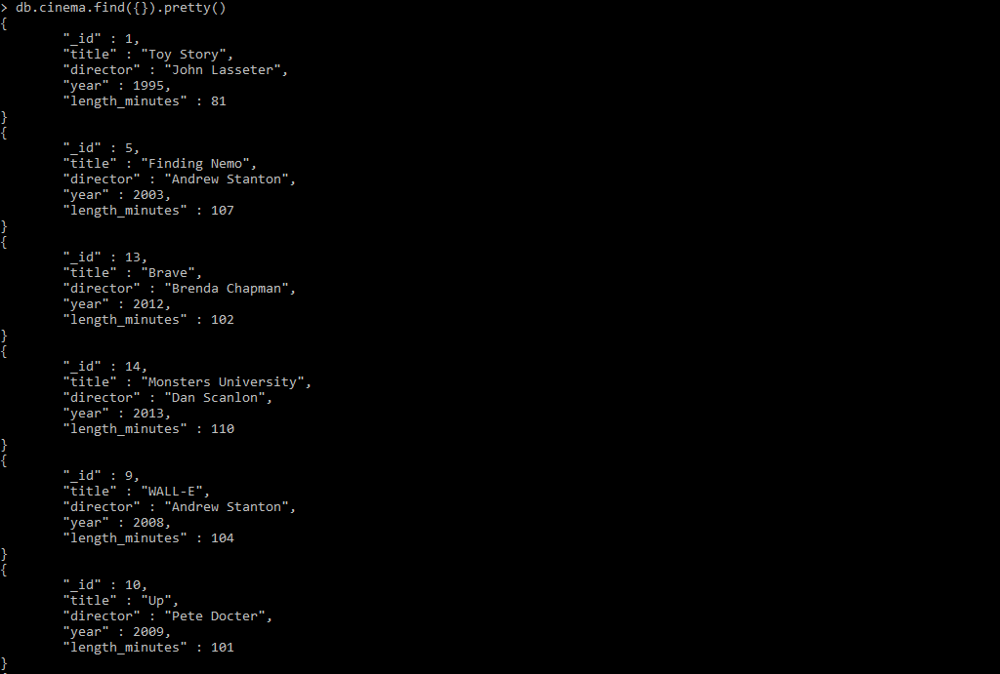 > db.cinema.find({}).pretty()
{
"_id" : 1,
"title" : "Toy Story",
"director" : "John Lasseter",
"year" : 1995,
"length_minutes" : 81
}
{
"_id" : 5,
"title" : "Finding Nemo",
"director" : "Andrew Stanton",
"year" : 2003,
"length_minutes" : 107
}
{
"_id" : 13,
"title" : "Brave",
"director" : "Brenda Chapman",
"year" : 2012,
"length_minutes" : 102
}
{
"_id" : 14,
"title" : "Monsters University",
"director" : "Dan Scanlon",
"year" : 2013,
"length_minutes" : 110
}
{
"_id" : 9,
"title" : "WALL-E",
"director" : "Andrew Stanton",
"year" : 2008,
"length_minutes" : 104
}
{
"_id" : 10,
"title" : "Up",
"director" : "Pete Docter",
"year" : 2009,
"length_minutes" : 101
}